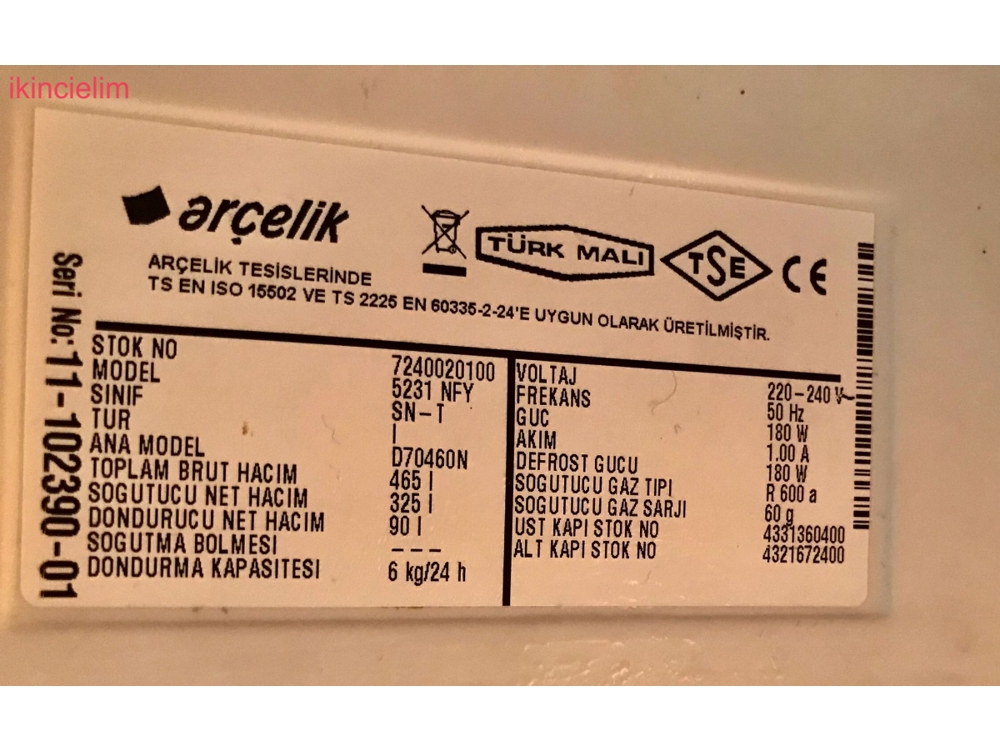 ikincielim
arçelik
TÜRK MALI
TSE
CE
ARÇELİK TESİSLERİNDE
TS EN ISO 15502 VE TS 2225 EN 60335-2-24'E UYGUN OLARAK ÜRETİLMİŞTİR.
Seri No: 11-102390-01
STOK NO 7240020100
MODEL 5231 NFY
SINIF SN-T
TUR I
ANA MODEL D70460N
TOPLAM BRUT HACIM 465 l
SOGUTUCU NET HACIM 325 l
DONDURUCU NET HACIM 90 l
SOGUTMA BOLMESI ---
DONDURMA KAPASITESI 6 kg/24 h
VOLTAJ 220-240 V~
FREKANS 50 Hz
GUC 180 W
AKIM 1.00 A
DEFROST GUCU 180 W
SOGUTUCU GAZ TIPI R 600 a
SOGUTUCU GAZ SARJI 60 g
UST KAPI STOK NO 4331360400
ALT KAPI STOK NO 4321672400